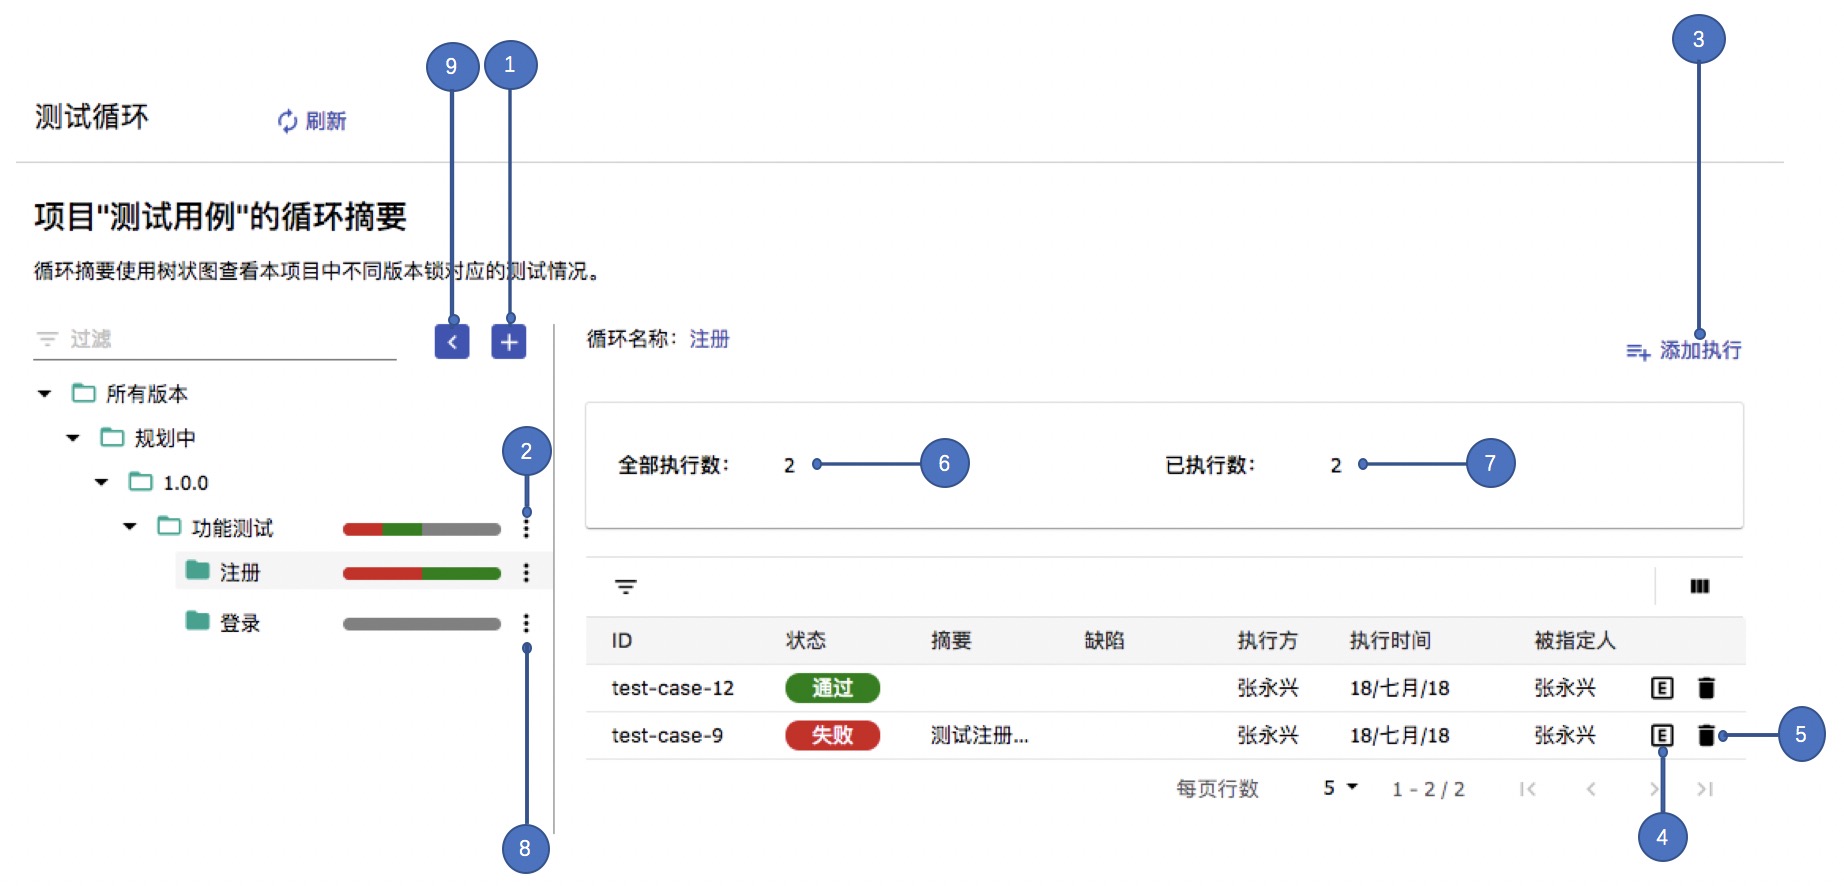 9
1
3
测试循环
刷新
项目"测试用例"的循环摘要
循环摘要使用树状图查看本项目中不同版本锁对应的测试情况。
过滤
循环名称：注册
添加执行
所有版本
规划中
2
1.0.0
功能测试
注册
登录
8
全部执行数： 2
6
已执行数： 2
7
ID 状态 摘要 缺陷 执行方 执行时间 被指定人
test-case-12 通过 张永兴 18/七月/18 张永兴 E
test-case-9 失败 测试注册... 张永兴 18/七月/18 张永兴 E
5
每页行数 5 1 - 2 / 2
4